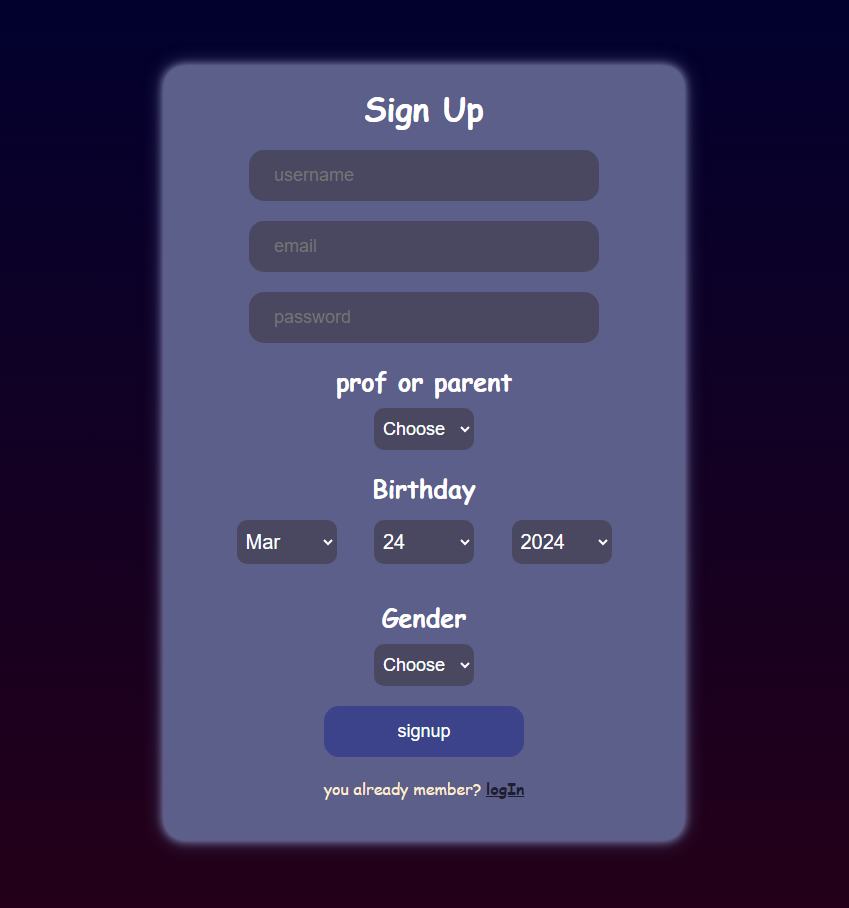 Sign Up
username
email
password
prof or parent
Choose
Birthday
Mar 24 2024
Gender
Choose
signup
you already member? logIn